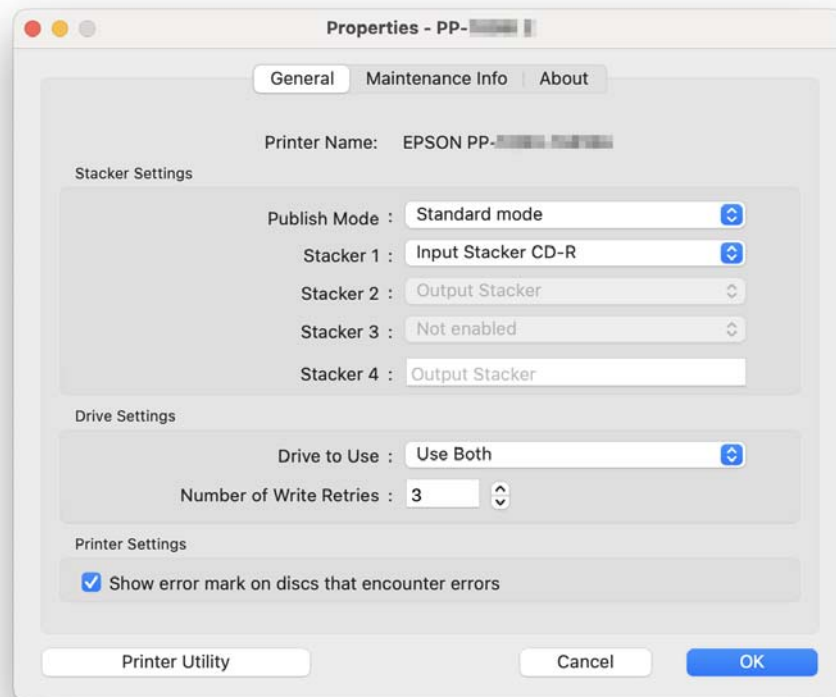 Properties - PP-
General Maintenance Info About
Printer Name: EPSON PP-
Stacker Settings
Publish Mode : Standard mode
Stacker 1 : Input Stacker CD-R
Stacker 2 : Output Stacker
Stacker 3 : Not enabled
Stacker 4 : Output Stacker
Drive Settings
Drive to Use : Use Both
Number of Write Retries : 3
Printer Settings
Show error mark on discs that encounter errors
Printer Utility Cancel OK